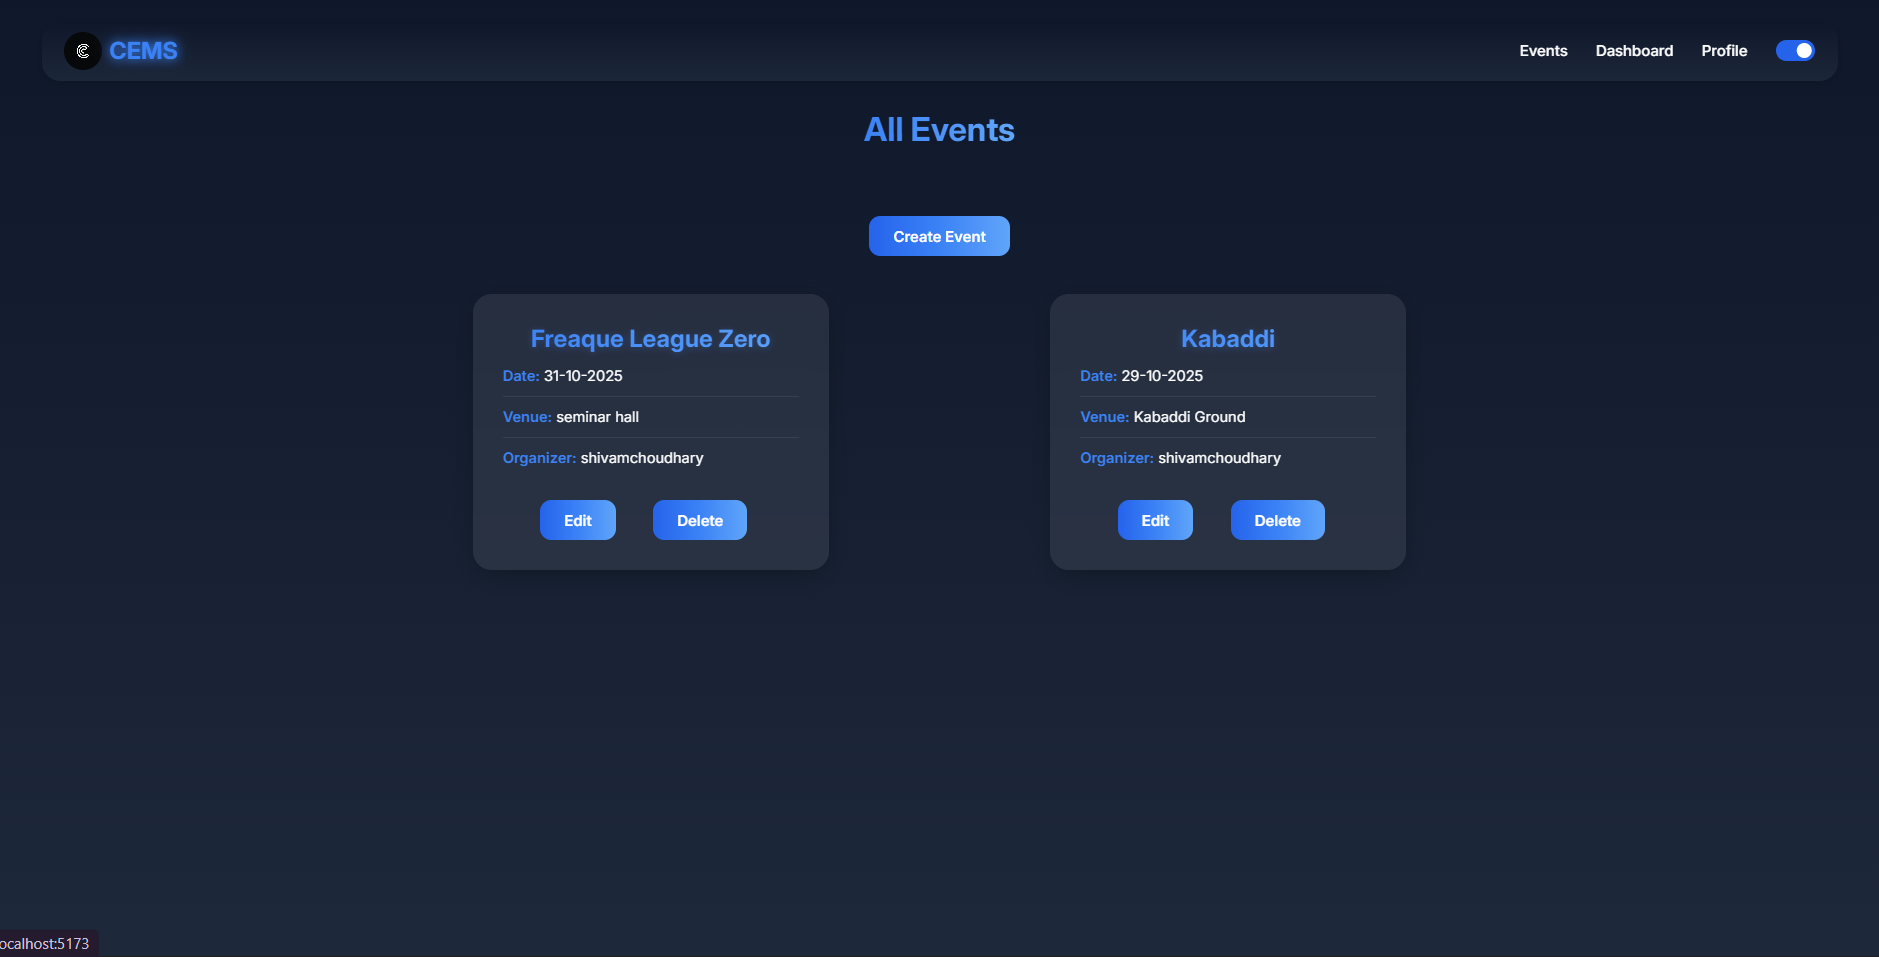 CEMS
Events Dashboard Profile
All Events
Create Event
Freaque League Zero
Date: 31-10-2025
Venue: seminar hall
Organizer: shivamchoudhary
Edit Delete
Kabaddi
Date: 29-10-2025
Venue: Kabaddi Ground
Organizer: shivamchoudhary
Edit Delete
ocalhost:5173